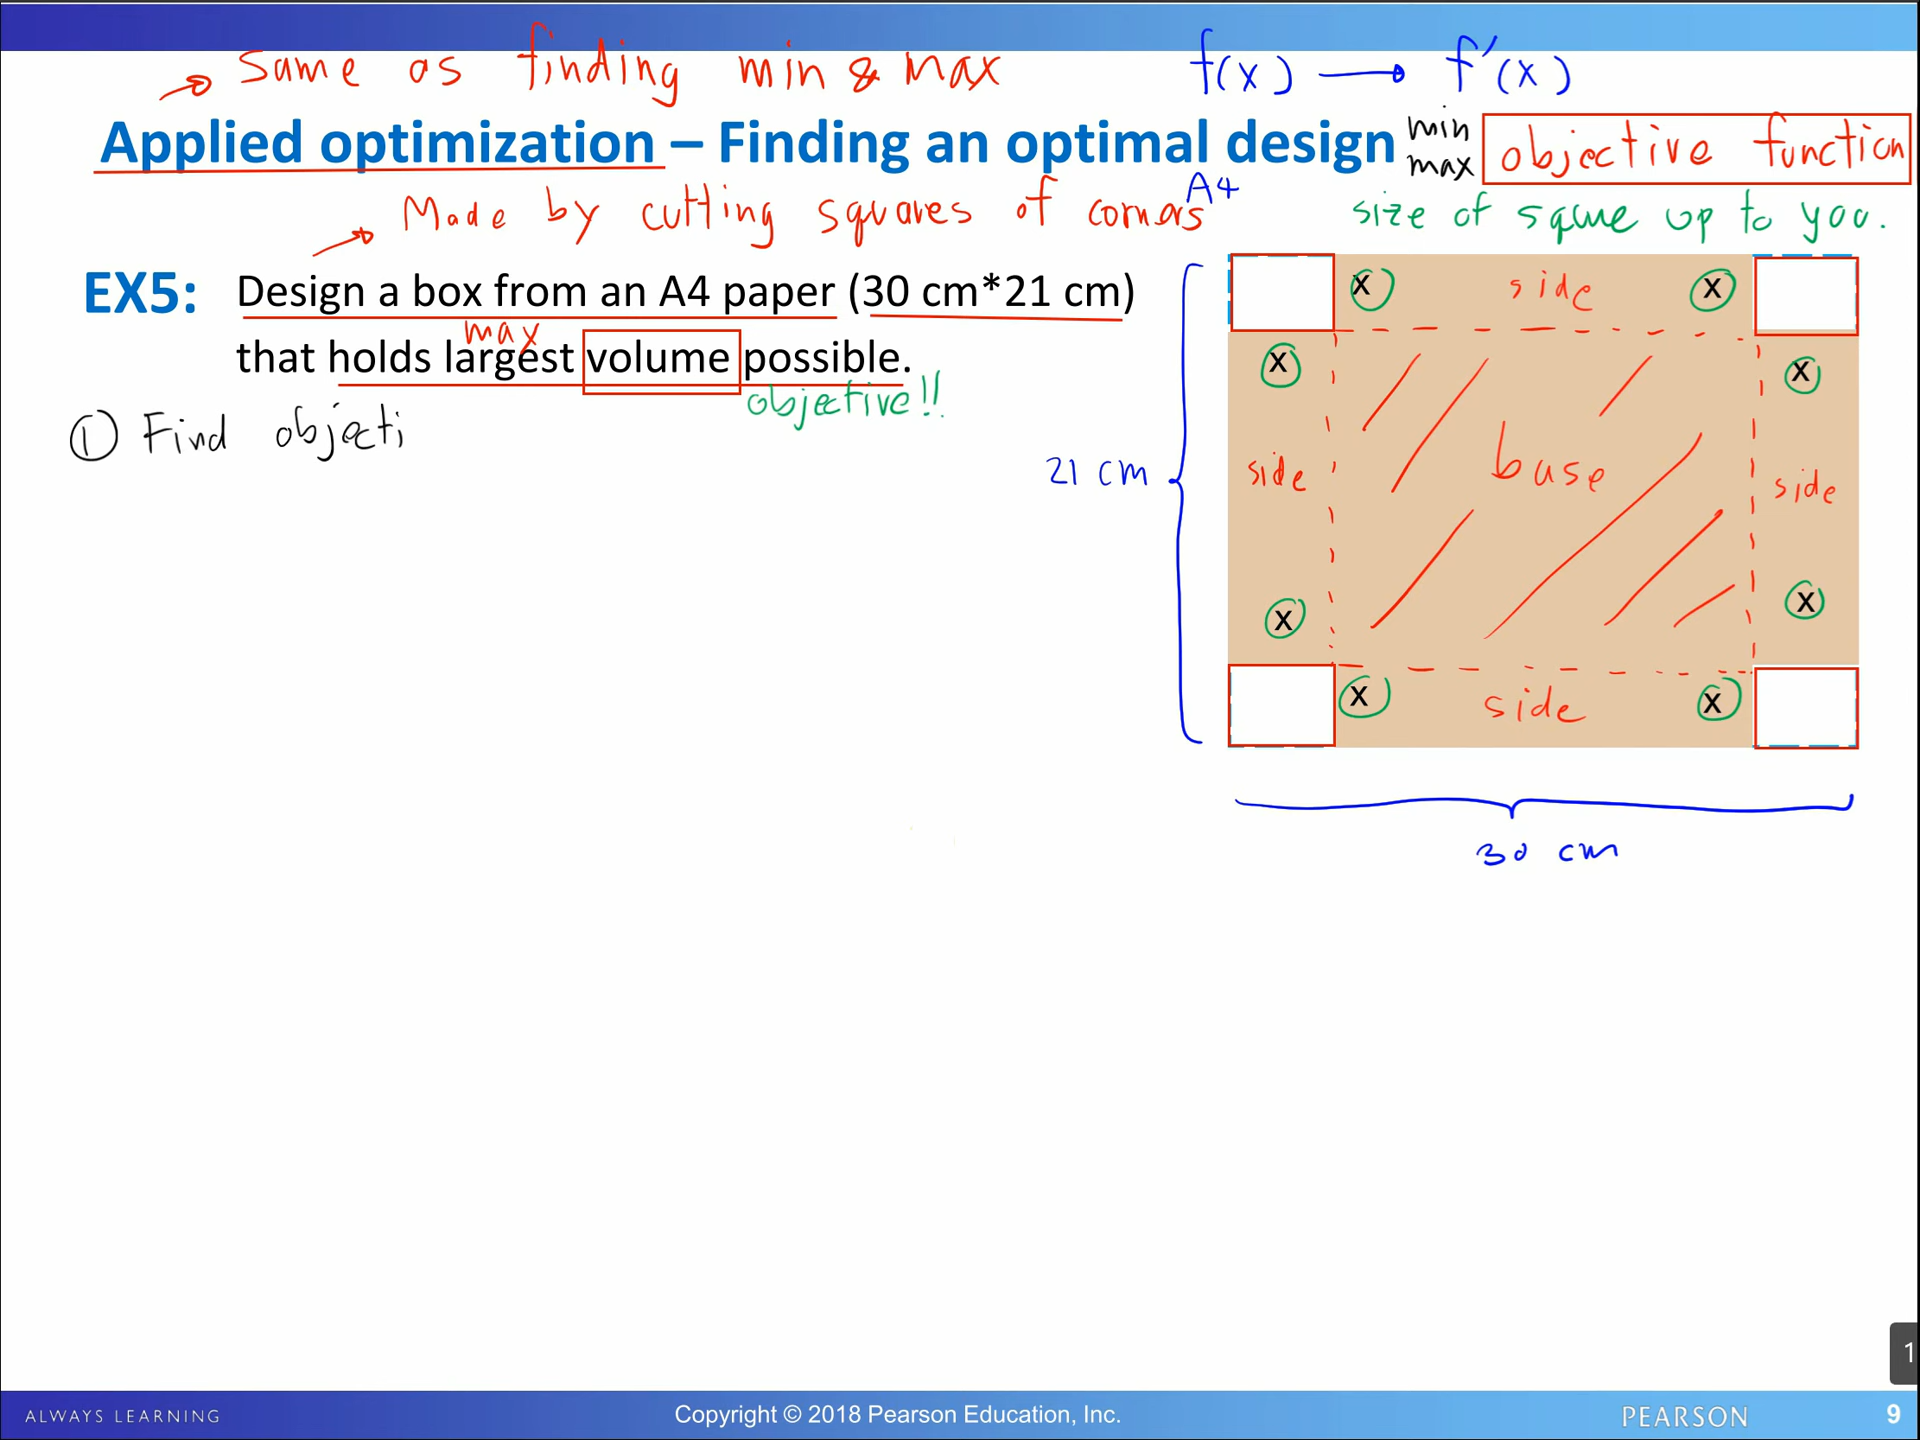 Same as finding min & max
f(x) → f'(x)
Applied optimization – Finding an optimal design
min
max
objective function
Made by cutting squares of corners
A4
size of square up to you.
EX5: Design a box from an A4 paper (30 cm*21 cm)
max
that holds largest volume possible.
objective!!
① Find objecti
x side x
x x
side base side
21 cm
x x
x side x
30 cm
1
ALWAYS LEARNING
Copyright © 2018 Pearson Education, Inc.
PEARSON
9